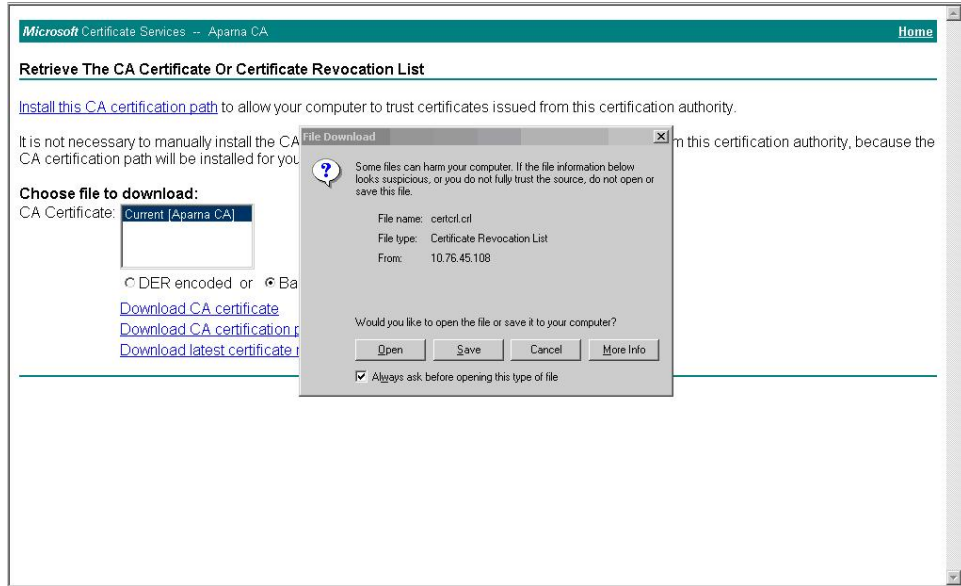 Microsoft Certificate Services -- Aparna CA
Home
Retrieve The CA Certificate Or Certificate Revocation List
Install this CA certification path to allow your computer to trust certificates issued from this certification authority.
It is not necessary to manually install the CA
m this certification authority, because the
CA certification path will be installed for you
Choose file to download:
CA Certificate:
Current [Aparna CA]
DER encoded or Ba
Download CA certificate
Download CA certification p
Download latest certificate r
File Download
Some files can harm your computer. If the file information below
looks suspicious, or you do not fully trust the source, do not open or
save this file.
File name: certcrl.crl
File type: Certificate Revocation List
From: 10.76.45.108
Would you like to open the file or save it to your computer?
Open
Save
Cancel
More Info
Always ask before opening this type of file